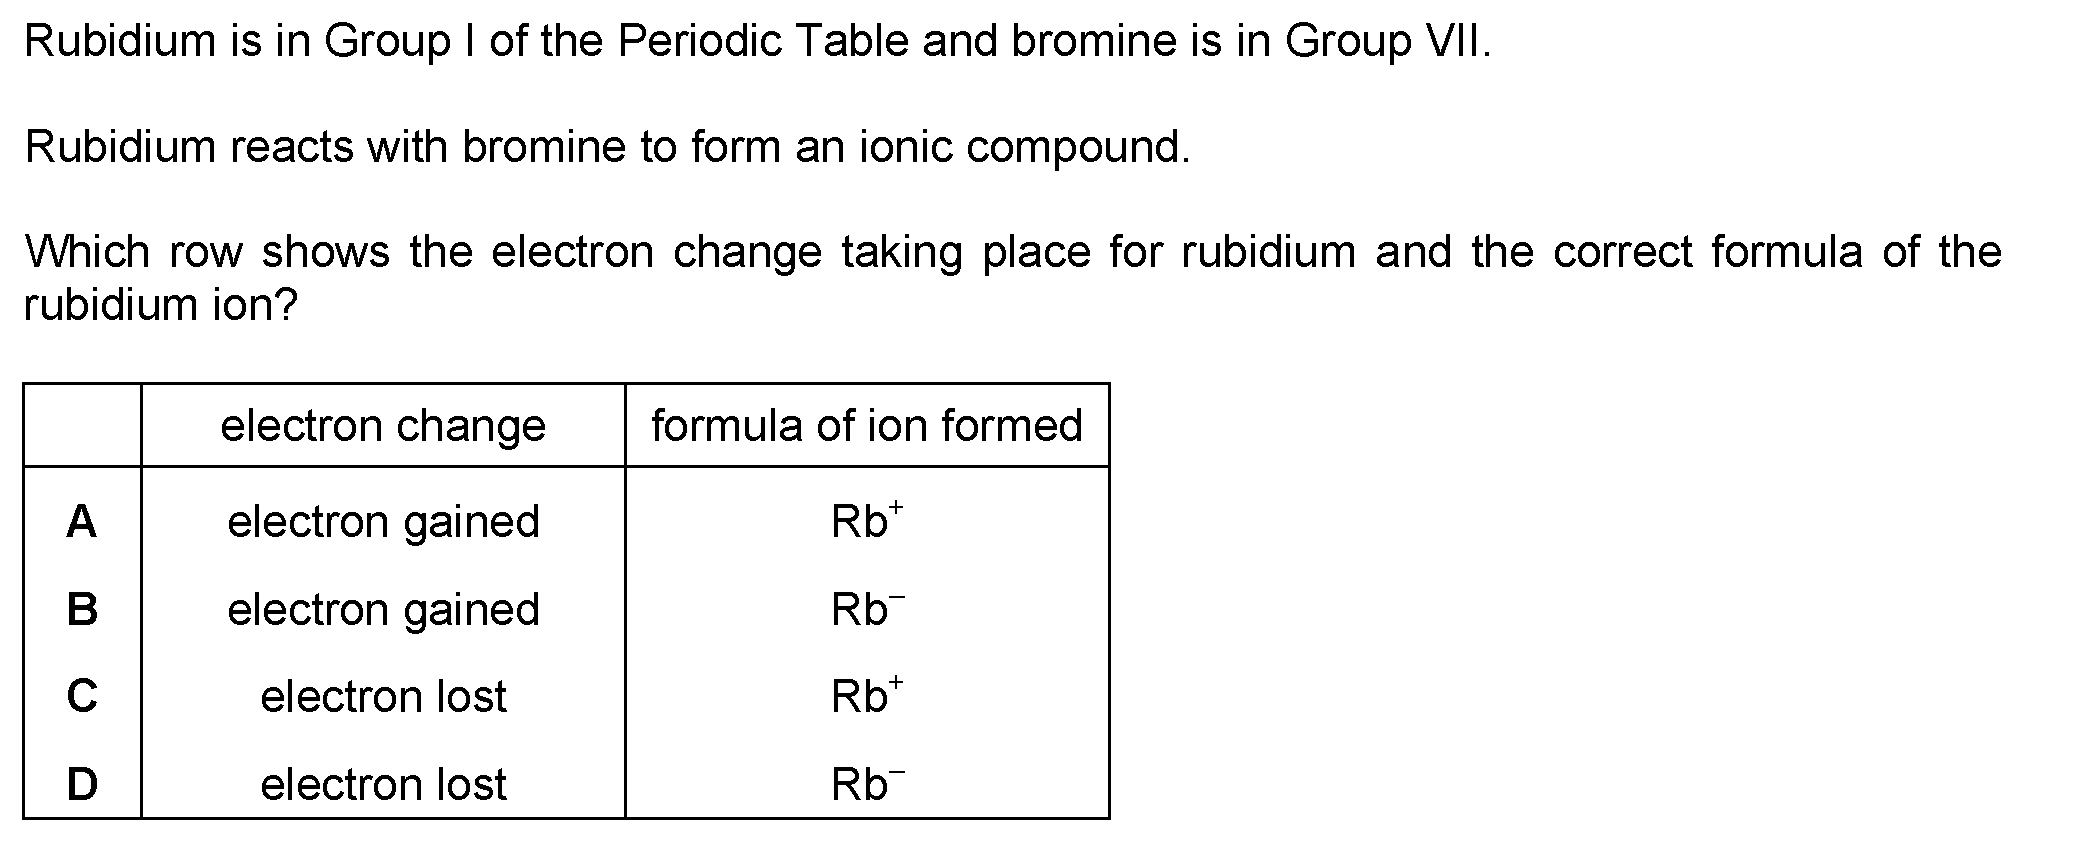 Rubidium is in Group I of the Periodic Table and bromine is in Group VII.
Rubidium reacts with bromine to form an ionic compound.
Which row shows the electron change taking place for rubidium and the correct formula of the
rubidium ion?
electron change formula of ion formed
A electron gained Rb⁺
B electron gained Rb⁻
C electron lost Rb⁺
D electron lost Rb⁻